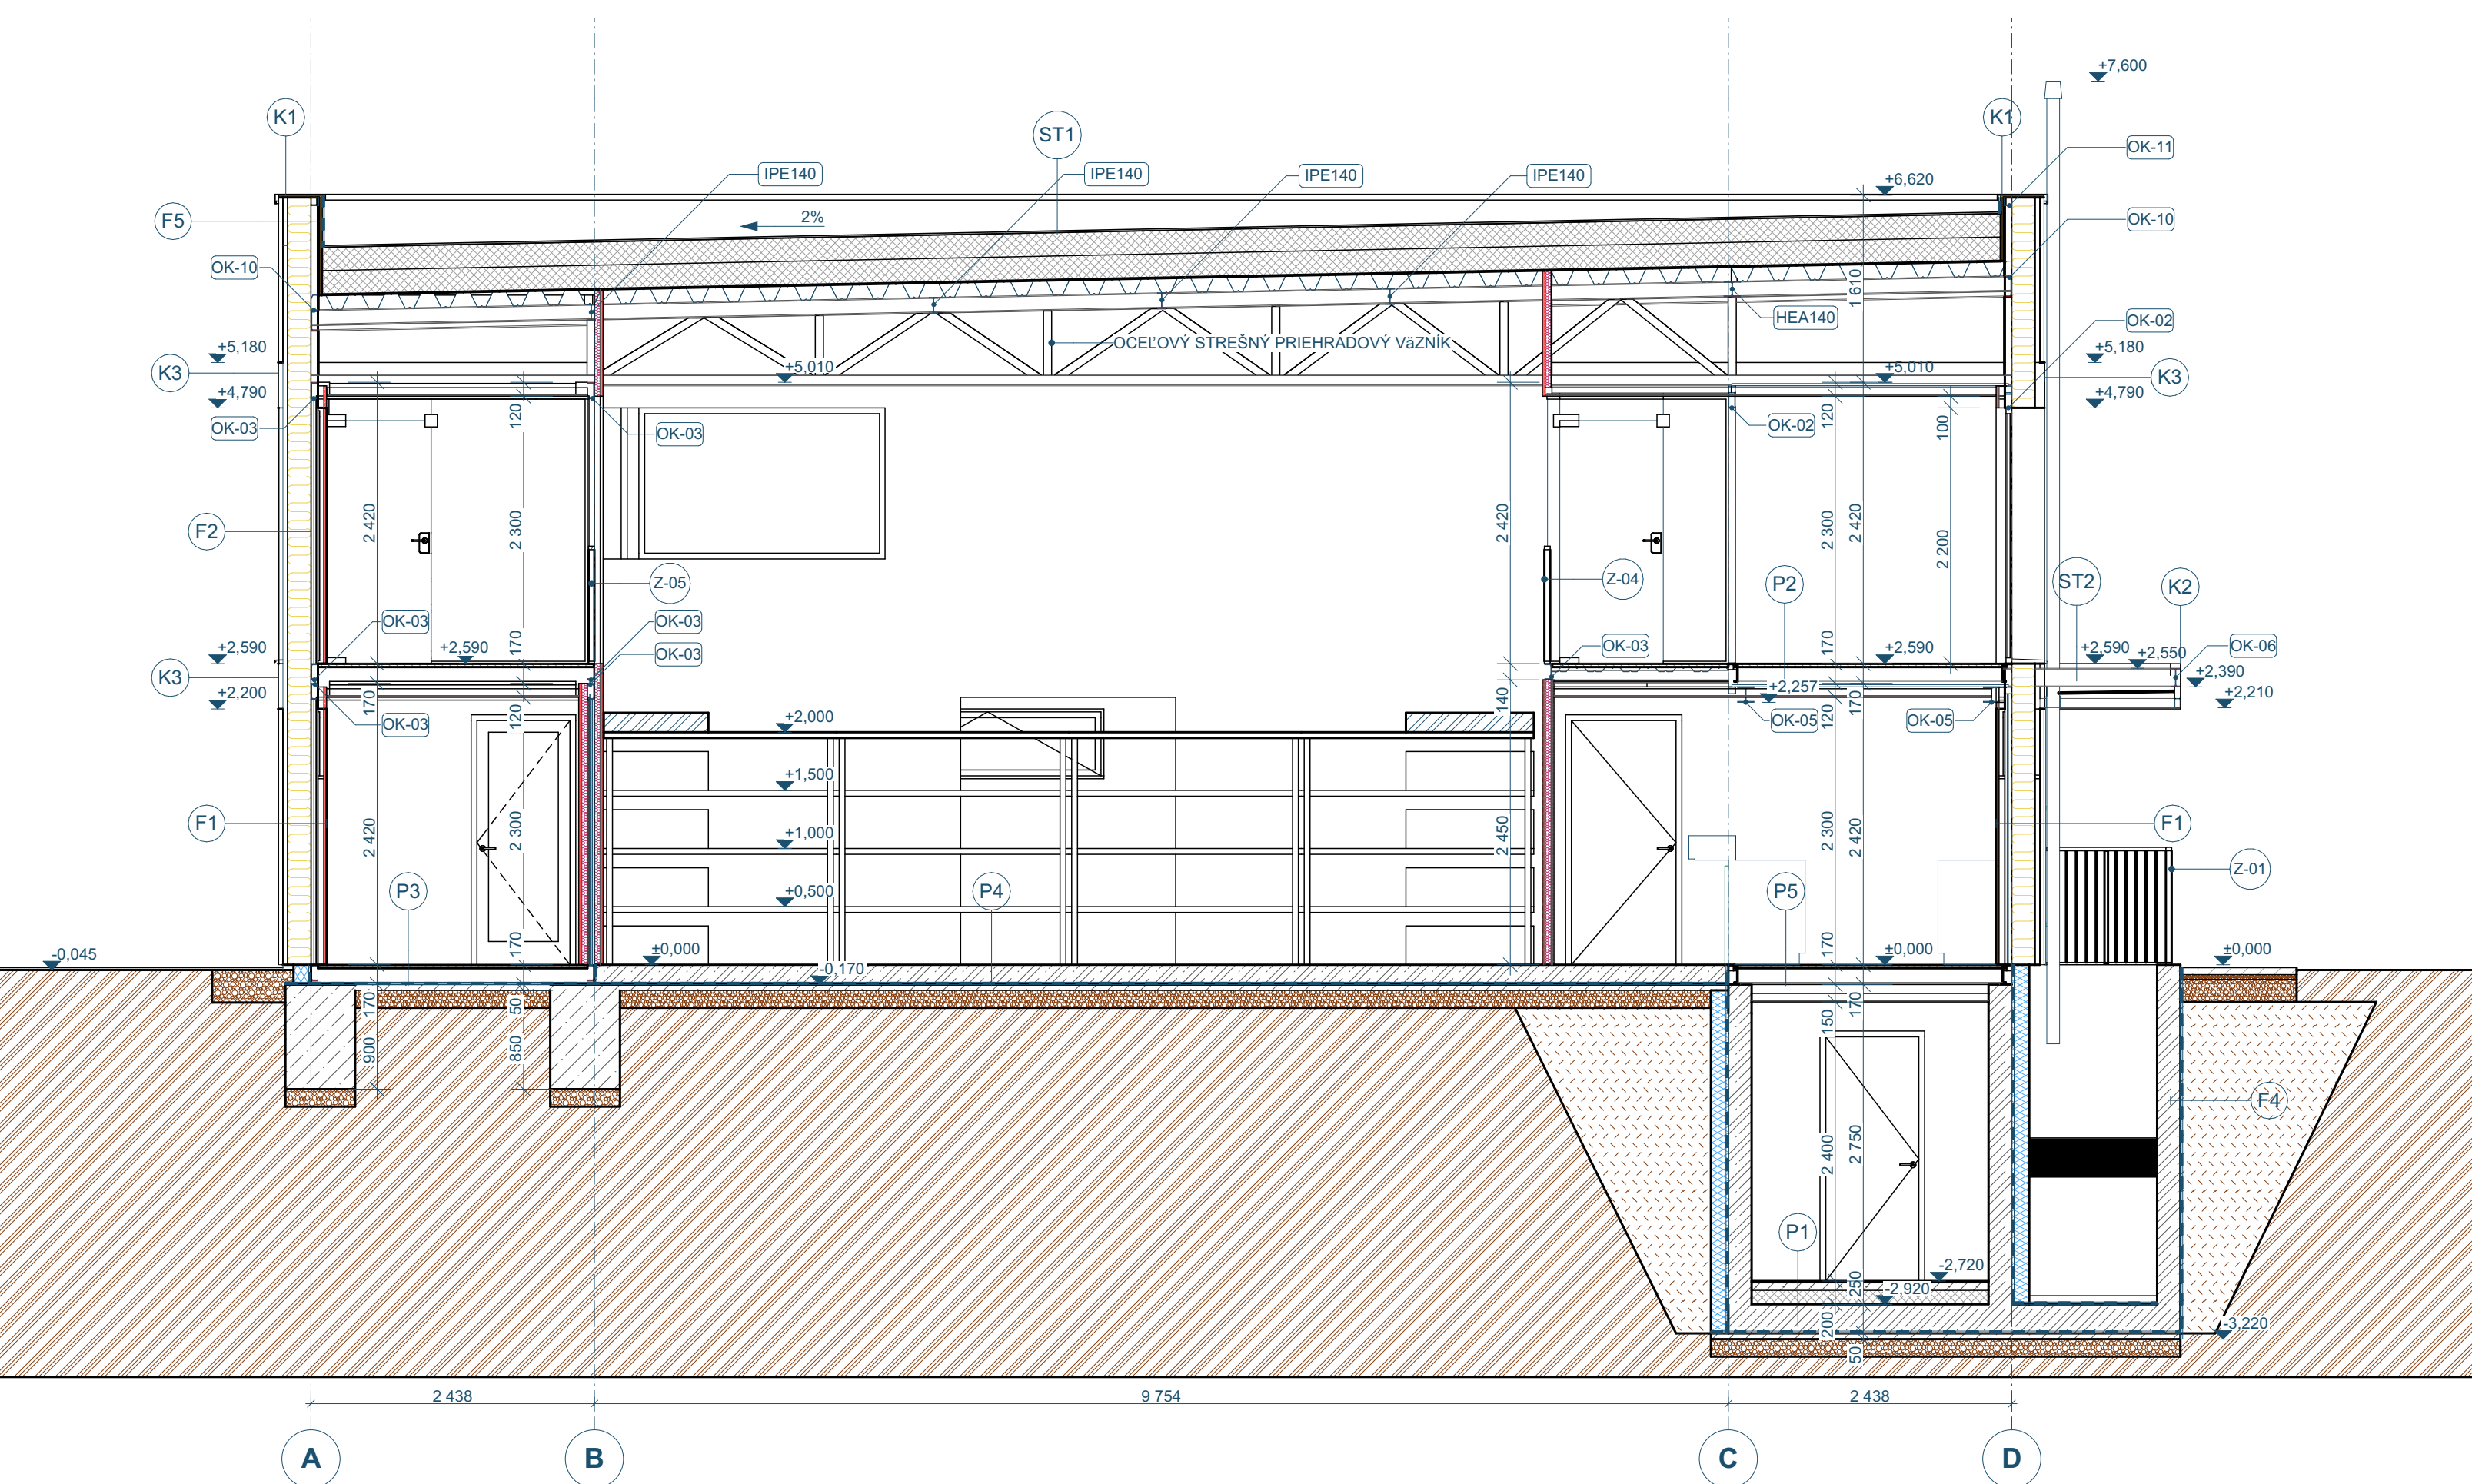 +7,600
K1
K1
ST1
OK-11
IPE140
IPE140
IPE140
IPE140
+6,620
F5
2%
OK-10
OK-10
1 610
HEA140
OK-02
OCEĽOVÝ STREŠNÝ PRIEHRADOVÝ VäZNÍK
+5,180
+5,180
K3
K3
+5,010
+5,010
+4,790
+4,790
OK-03
OK-03
OK-02
120
120
100
F2
2 420
2 300
2 420
2 300
2 420
2 200
Z-05
Z-04
P2
ST2
K2
OK-03
OK-03
OK-03
OK-03
170
170
+2,590
+2,590
+2,590
+2,590
+2,550
OK-06
K3
+2,390
+2,200
+2,257
+2,210
170
120
140
120
170
OK-03
OK-05
OK-05
+2,000
+1,500
+1,000
+0,500
F1
F1
2 420
2 300
2 450
2 300
2 420
Z-01
P3
P4
P5
170
170
-0,045
±0,000
±0,000
±0,000
-0,170
170
50
170
150
900
850
F4
2 400
2 750
P1
-2,720
250
-2,920
200
-3,220
50
2 438
9 754
2 438
A
B
C
D